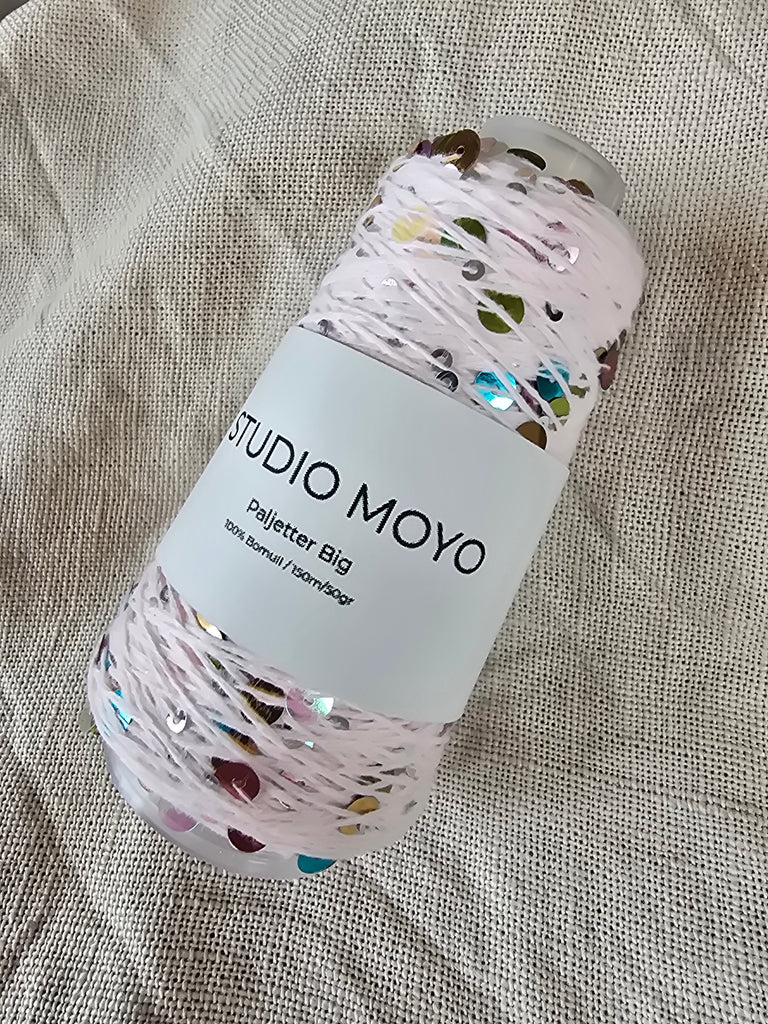 STUDIO MOYO
Paljetter Big
100% Bomull / 150m/50gr